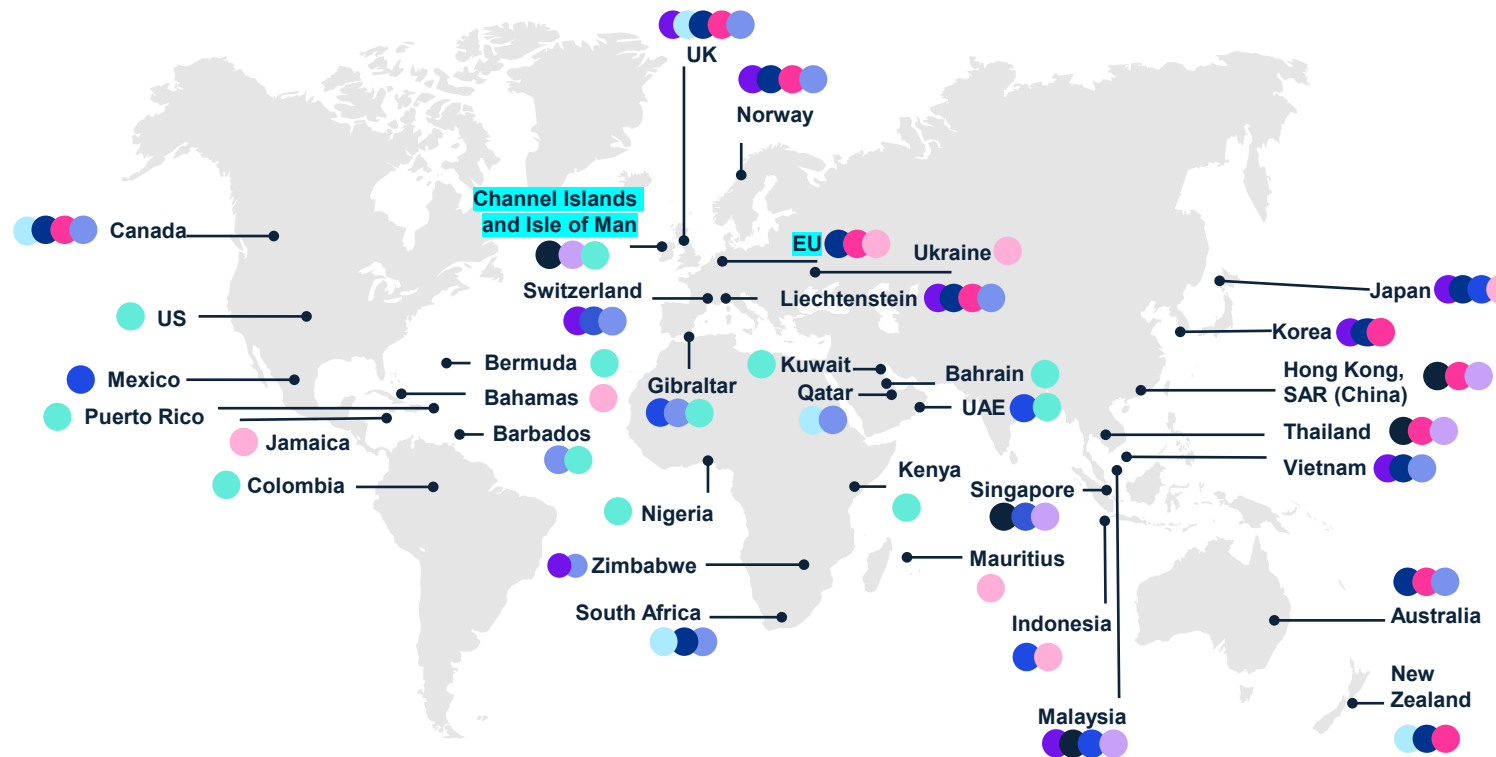 UK
Norway
Channel Islands
and Isle of Man
Canada
EU
Ukraine
Switzerland
Liechtenstein
Japan
US
Korea
Bermuda
Kuwait
Bahrain
Hong Kong,
SAR (China)
Mexico
Gibraltar
Bahamas
Qatar
UAE
Puerto Rico
Jamaica
Barbados
Thailand
Vietnam
Kenya
Colombia
Singapore
Nigeria
Zimbabwe
Mauritius
South Africa
Indonesia
Australia
New
Zealand
Malaysia